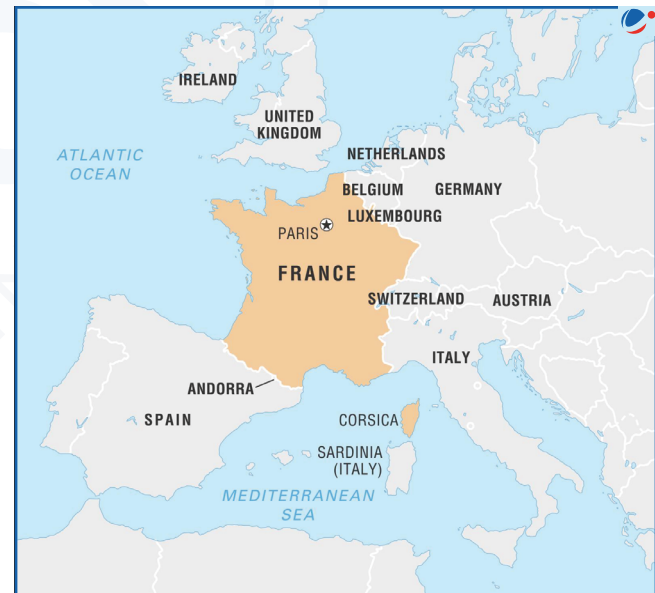 IRELAND
UNITED
KINGDOM
ATLANTIC
OCEAN
NETHERLANDS
BELGIUM
GERMANY
LUXEMBOURG
PARIS
FRANCE
SWITZERLAND
AUSTRIA
ITALY
ANDORRA
SPAIN
CORSICA
SARDINIA
(ITALY)
MEDITERRANEAN
SEA